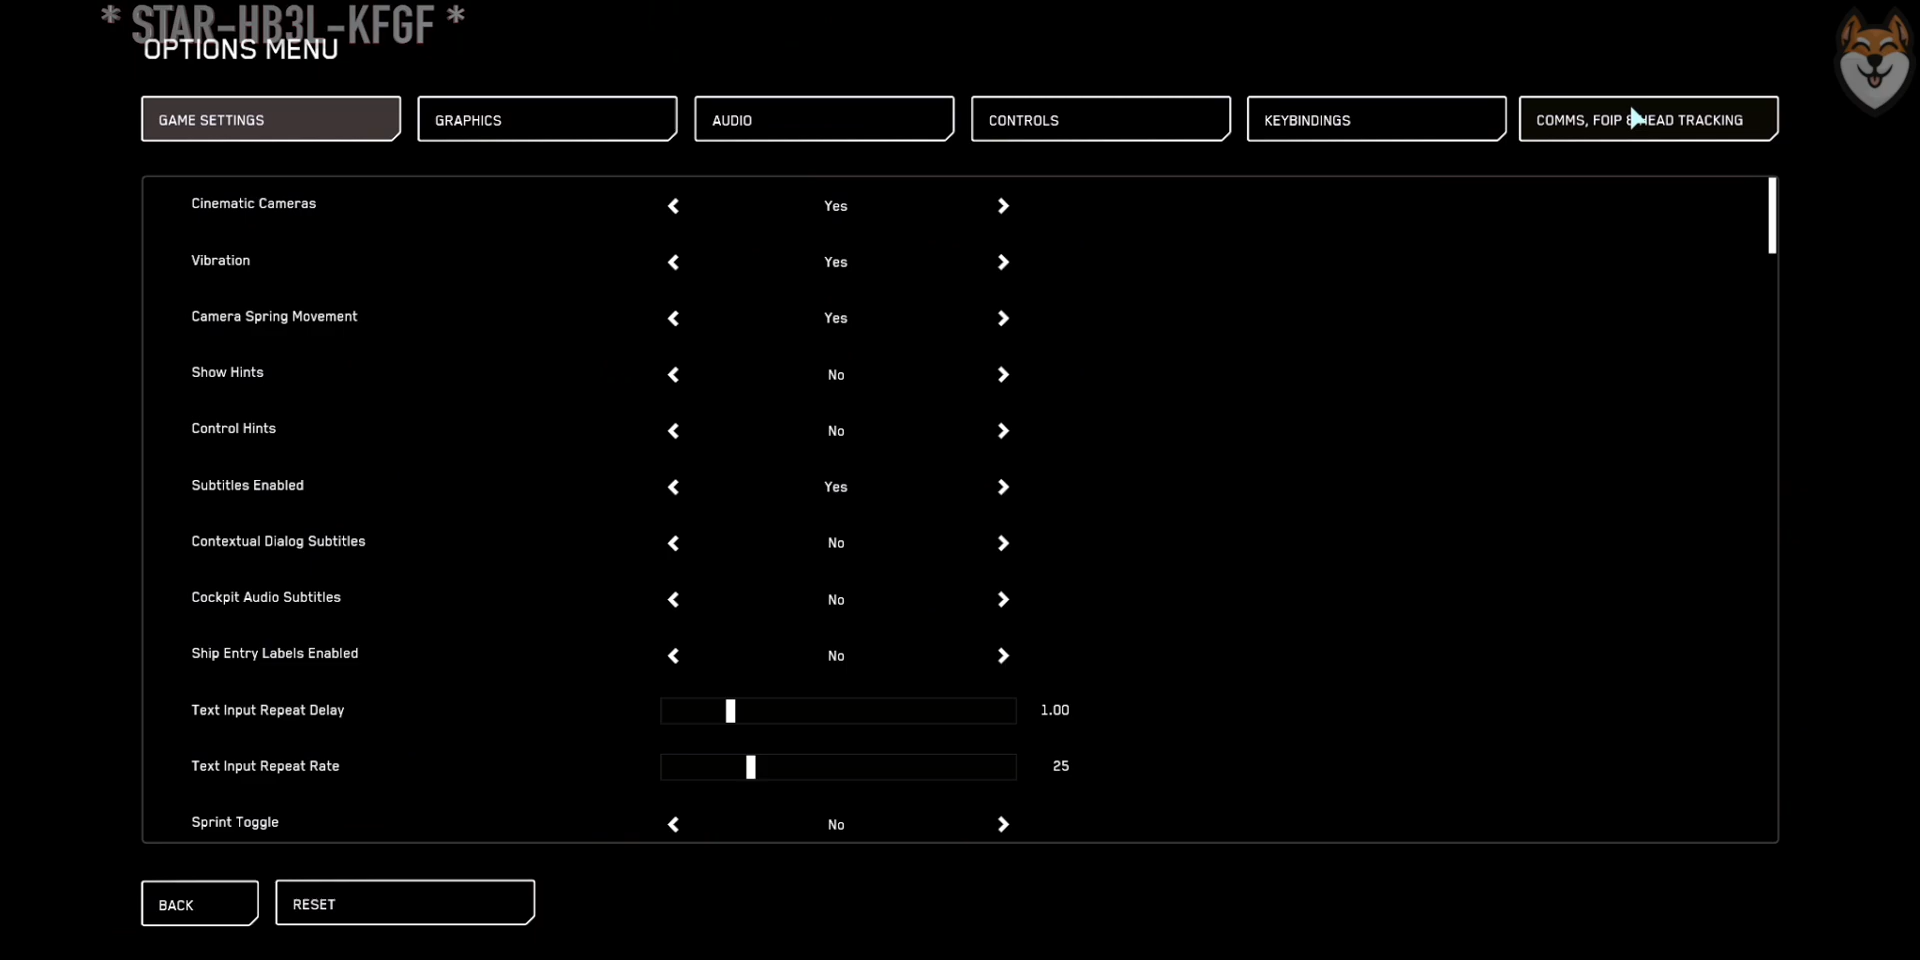 * STAR-HB3L-KFGF *
OPTIONS MENU
GAME SETTINGS
GRAPHICS
AUDIO
CONTROLS
KEYBINDINGS
COMMS, FOIP & HEAD TRACKING
Cinematic Cameras Yes
Vibration Yes
Camera Spring Movement Yes
Show Hints No
Control Hints No
Subtitles Enabled Yes
Contextual Dialog Subtitles No
Cockpit Audio Subtitles No
Ship Entry Labels Enabled No
Text Input Repeat Delay 1.00
Text Input Repeat Rate 25
Sprint Toggle No
BACK
RESET